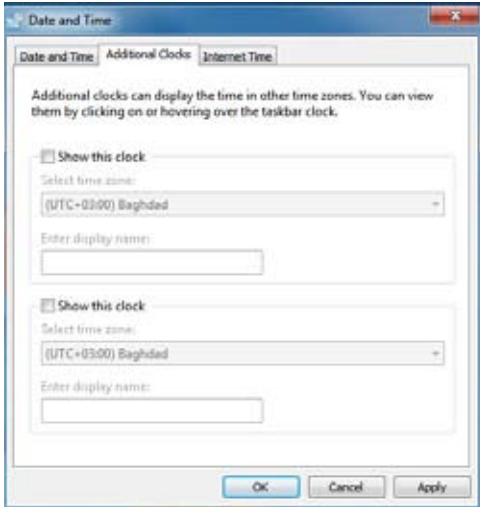 Date and Time
Date and Time Additional Clocks Internet Time
Additional clocks can display the time in other time zones. You can view
them by clicking on or hovering over the taskbar clock.
Show this clock
Select time zone:
(UTC+03:00) Baghdad
Enter display name:
Show this clock
Select time zone:
(UTC+03:00) Baghdad
Enter display name:
OK Cancel Apply